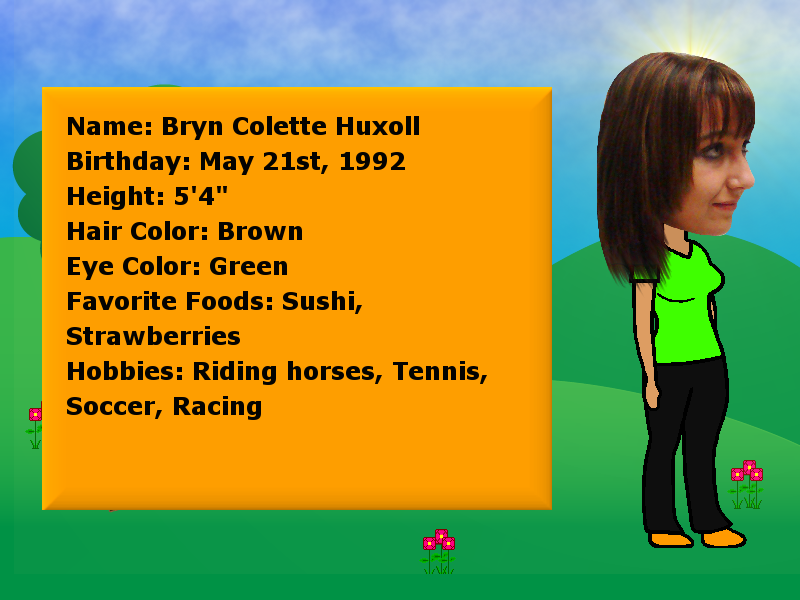 Name: Bryn Colette Huxoll
Birthday: May 21st, 1992
Height: 5'4"
Hair Color: Brown
Eye Color: Green
Favorite Foods: Sushi,
Strawberries
Hobbies: Riding horses, Tennis,
Soccer, Racing